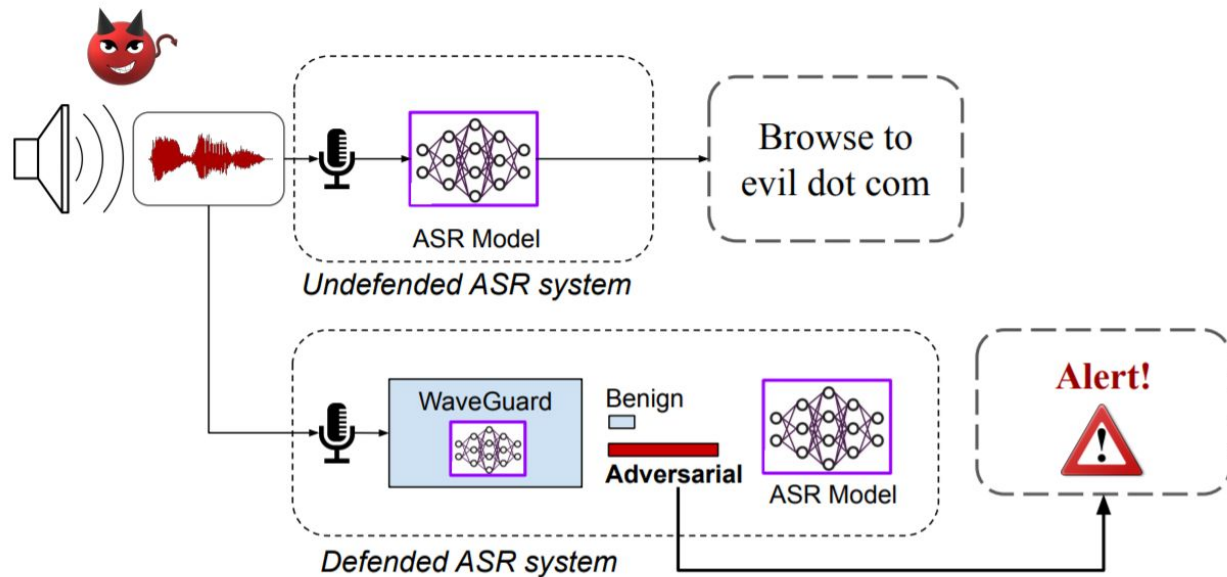 Browse to
evil dot com
ASR Model
Undefended ASR system
WaveGuard
Benign
Adversarial
ASR Model
Alert!
!
Defended ASR system